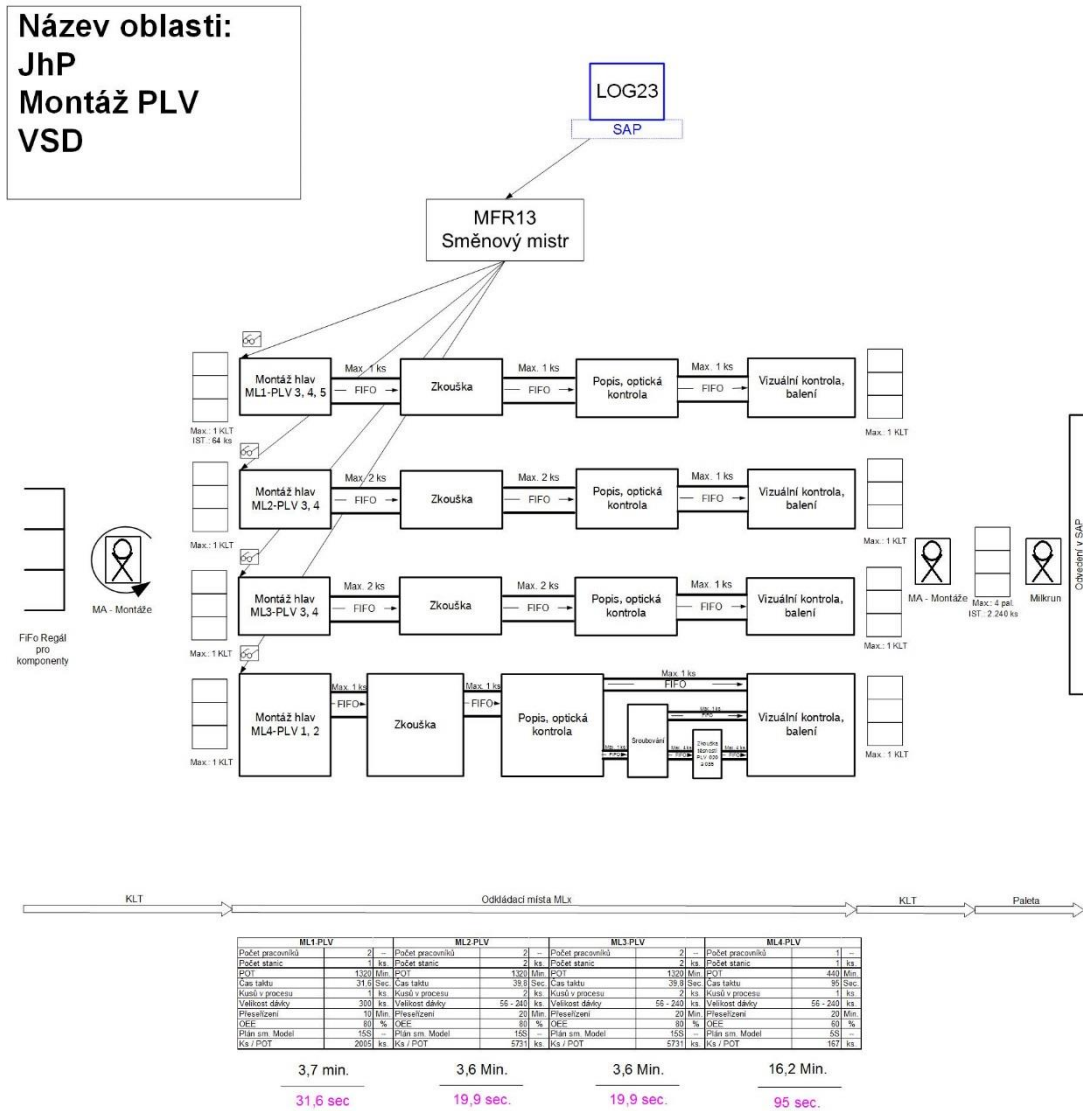 Název oblasti:
JhP
Montáž PLV
VSD
LOG23
SAP
MFR13
Směnový mistr
Max. 1 ks
Max. 1 ks
Max. 1 ks
Montáž hlav
ML1-PLV 3, 4, 5
FIFO
Zkouška
FIFO
Popis, optická
kontrola
FIFO
Vizuální kontrola,
balení
Max.: 1 KLT
IST.: 64 ks
Max.: 1 KLT
Max. 2 ks
Max. 2 ks
Max. 1 ks
Montáž hlav
ML2-PLV 3, 4
FIFO
Zkouška
FIFO
Popis, optická
kontrola
FIFO
Vizuální kontrola,
balení
Max.: 1 KLT
Max.: 1 KLT
Max. 2 ks
Max. 2 ks
Max. 1 ks
Montáž hlav
ML3-PLV 3, 4
FIFO
Zkouška
FIFO
Popis, optická
kontrola
FIFO
Vizuální kontrola,
balení
Max.: 1 KLT
Max.: 1 KLT
MA - Montáže
FiFo Regál
pro
komponenty
MA - Montáže
Max.: 4 pal.
IST.: 2 240 ks
Milkrun
Odvedení v SAP
Max. 1 ks
FIFO
Max. 1 ks
FIFO
Max. 1 ks
FIFO
Montáž hlav
ML4-PLV 1, 2
Zkouška
Popis, optická
kontrola
Šroubování
Zkouška
těsnosti
FIFO
FIFO
FIFO
FIFO
Vizuální kontrola,
balení
Max.: 1 KLT
Max.: 1 KLT
KLT
Odkládací místa MLx
KLT
Paleta
ML1-PLV ML2-PLV ML3-PLV ML4-PLV
Počet pracovníků 2 -- Počet pracovníků 2 -- Počet pracovníků 2 -- Počet pracovníků 1 --
Počet stanic 1 ks. Počet stanic 2 ks. Počet stanic 2 ks. Počet stanic 1 ks.
POT 1320 Min. POT 1320 Min. POT 1320 Min. POT 440 Min.
Čas taktu 31,6 Sec. Čas taktu 39,8 Sec. Čas taktu 39,8 Sec. Čas taktu 95 Sec.
Kusů v procesu 1 ks. Kusů v procesu 2 ks. Kusů v procesu 2 ks. Kusů v procesu 1 ks.
Velikost dávky 300 ks. Velikost dávky 56 - 240 ks. Velikost dávky 56 - 240 ks. Velikost dávky 56 - 240 ks.
Přeseřízení 10 Min. Přeseřízení 20 Min. Přeseřízení 20 Min. Přeseřízení 20 Min.
OEE 80 % OEE 80 % OEE 80 % OEE 60 %
Plán sm. Model 15S -- Plán sm. Model 15S -- Plán sm. Model 15S -- Plán sm. Model 5S --
Ks / POT 2005 ks. Ks / POT 5731 ks. Ks / POT 5731 ks. Ks / POT 167 ks.
3,7 min. 3,6 Min. 3,6 Min. 16,2 Min.
31,6 sec 19,9 sec. 19,9 sec. 95 sec.